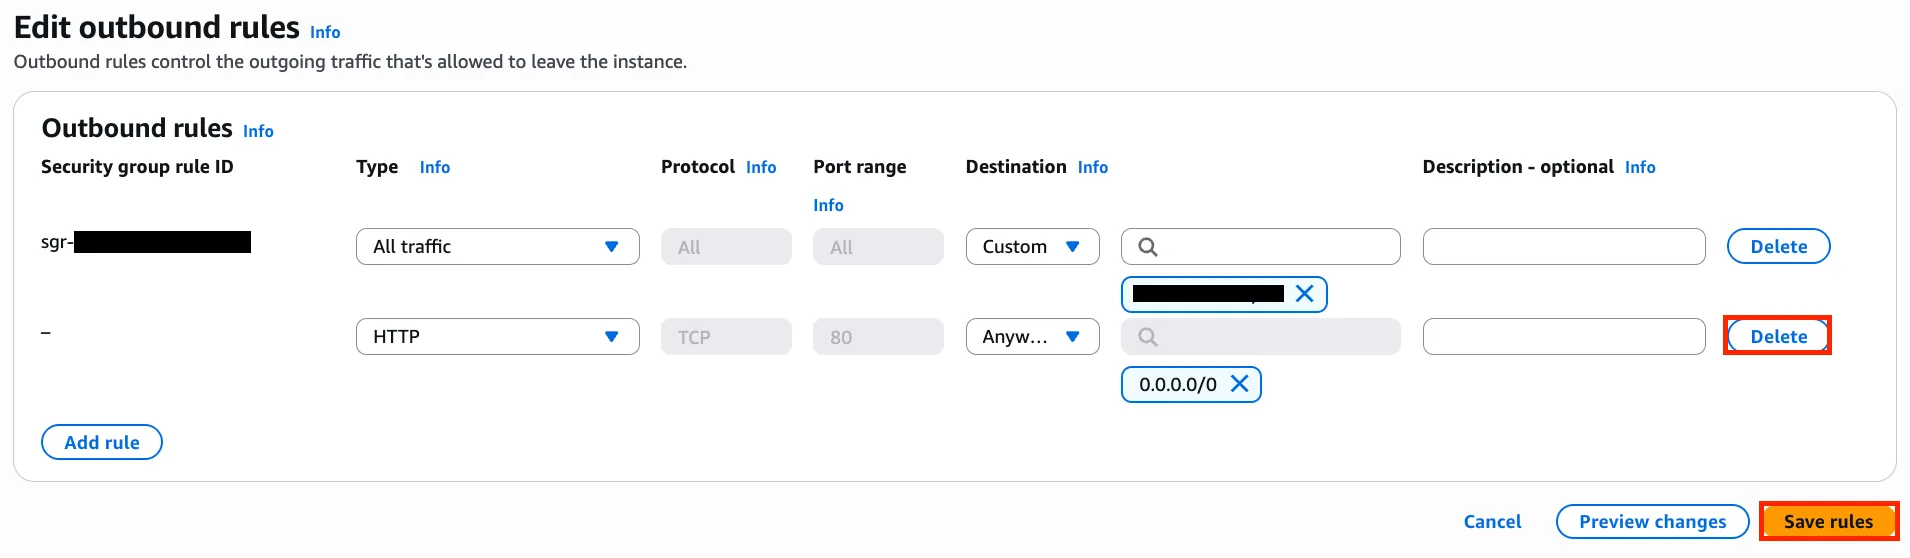 Edit outbound rules Info
Outbound rules control the outgoing traffic that's allowed to leave the instance.
Outbound rules Info
Security group rule ID Type Info Protocol Info Port range Info Destination Info Description - optional Info
sgr- All traffic All All Custom Delete
– HTTP TCP 80 Anyw... Delete
0.0.0.0/0
Add rule
Cancel Preview changes Save rules